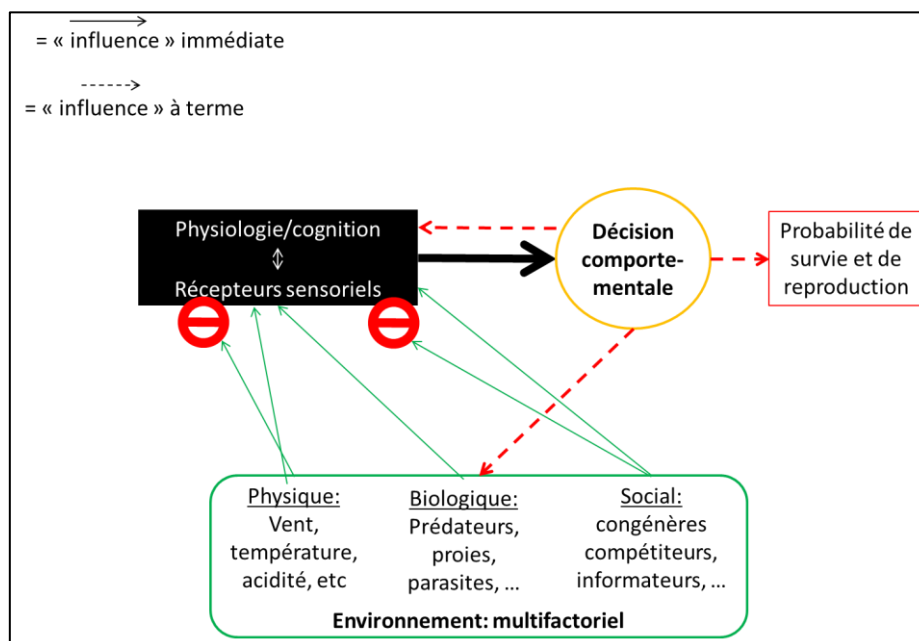 = « influence » immédiate
= « influence » à terme
Physiologie/cognition
Récepteurs sensoriels
Décision
comporte-
mentale
Probabilité de
survie et de
reproduction
Physique:
Vent,
température,
acidité, etc
Biologique:
Prédateurs,
proies,
parasites, ...
Social:
congénères
compétiteurs,
informateurs, ...
Environnement: multifactoriel